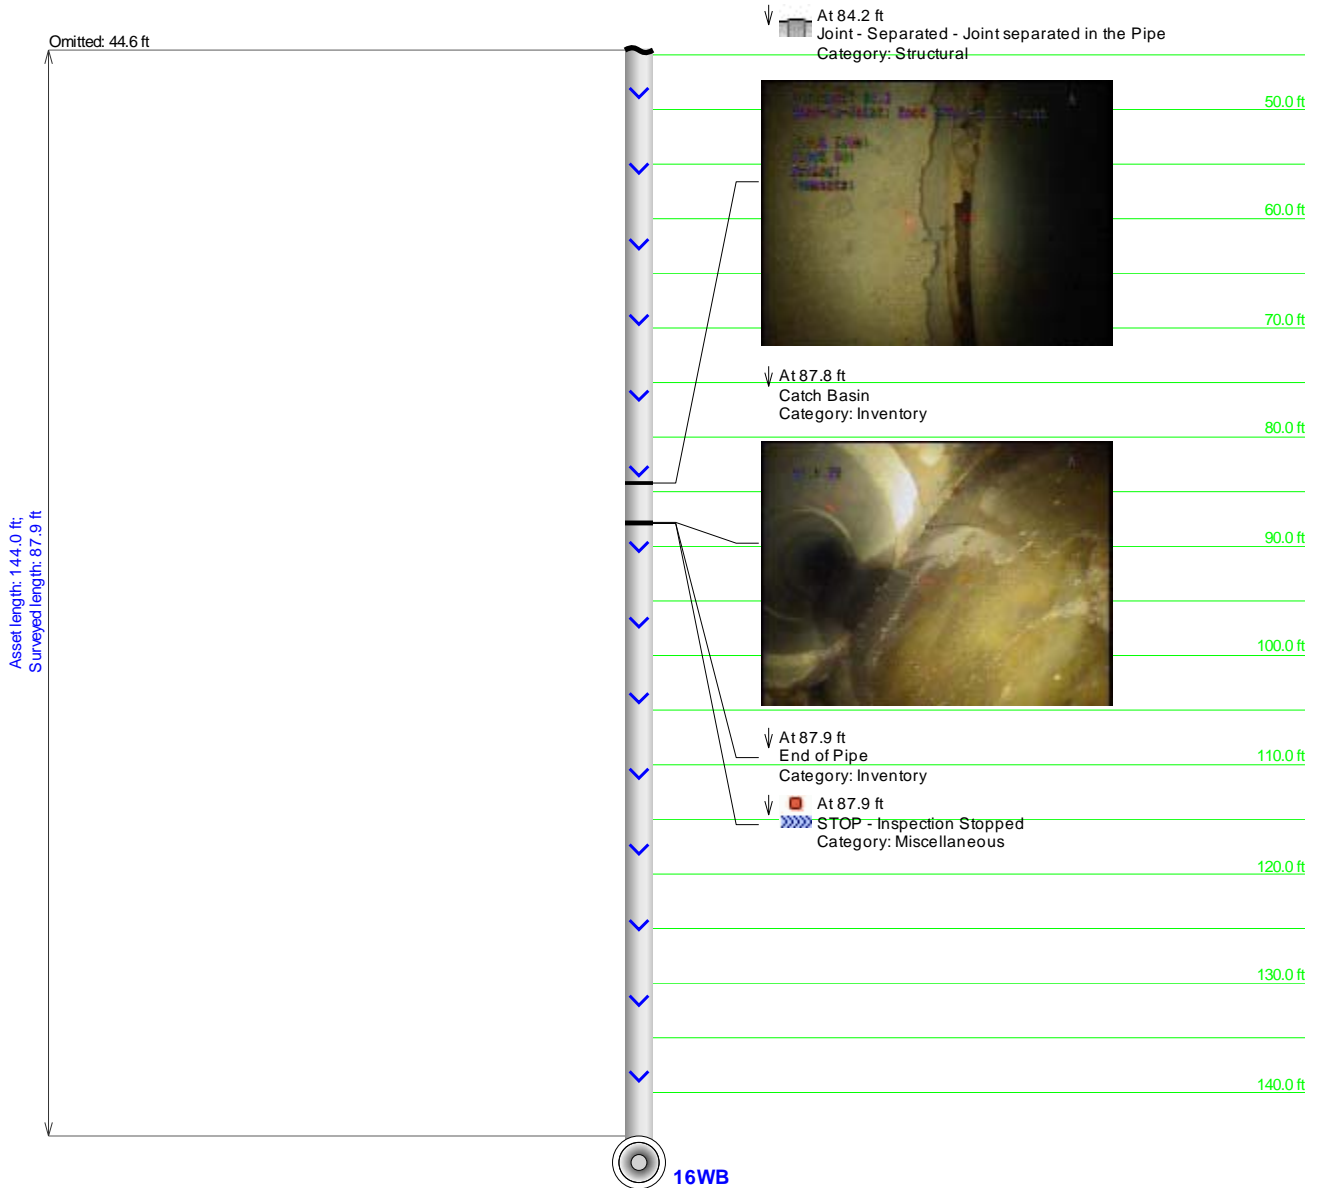 At 84.2 ft
Joint - Separated - Joint separated in the Pipe
Category: Structural
Omitted: 44.6 ft
50.0 ft
60.0 ft
70.0 ft
At 87.8 ft
Catch Basin
Category: Inventory
80.0 ft
90.0 ft
Asset length: 144.0 ft;
Surveyed length: 87.9 ft
100.0 ft
At 87.9 ft
End of Pipe
Category: Inventory
110.0 ft
At 87.9 ft
STOP - Inspection Stopped
Category: Miscellaneous
120.0 ft
130.0 ft
140.0 ft
16WB